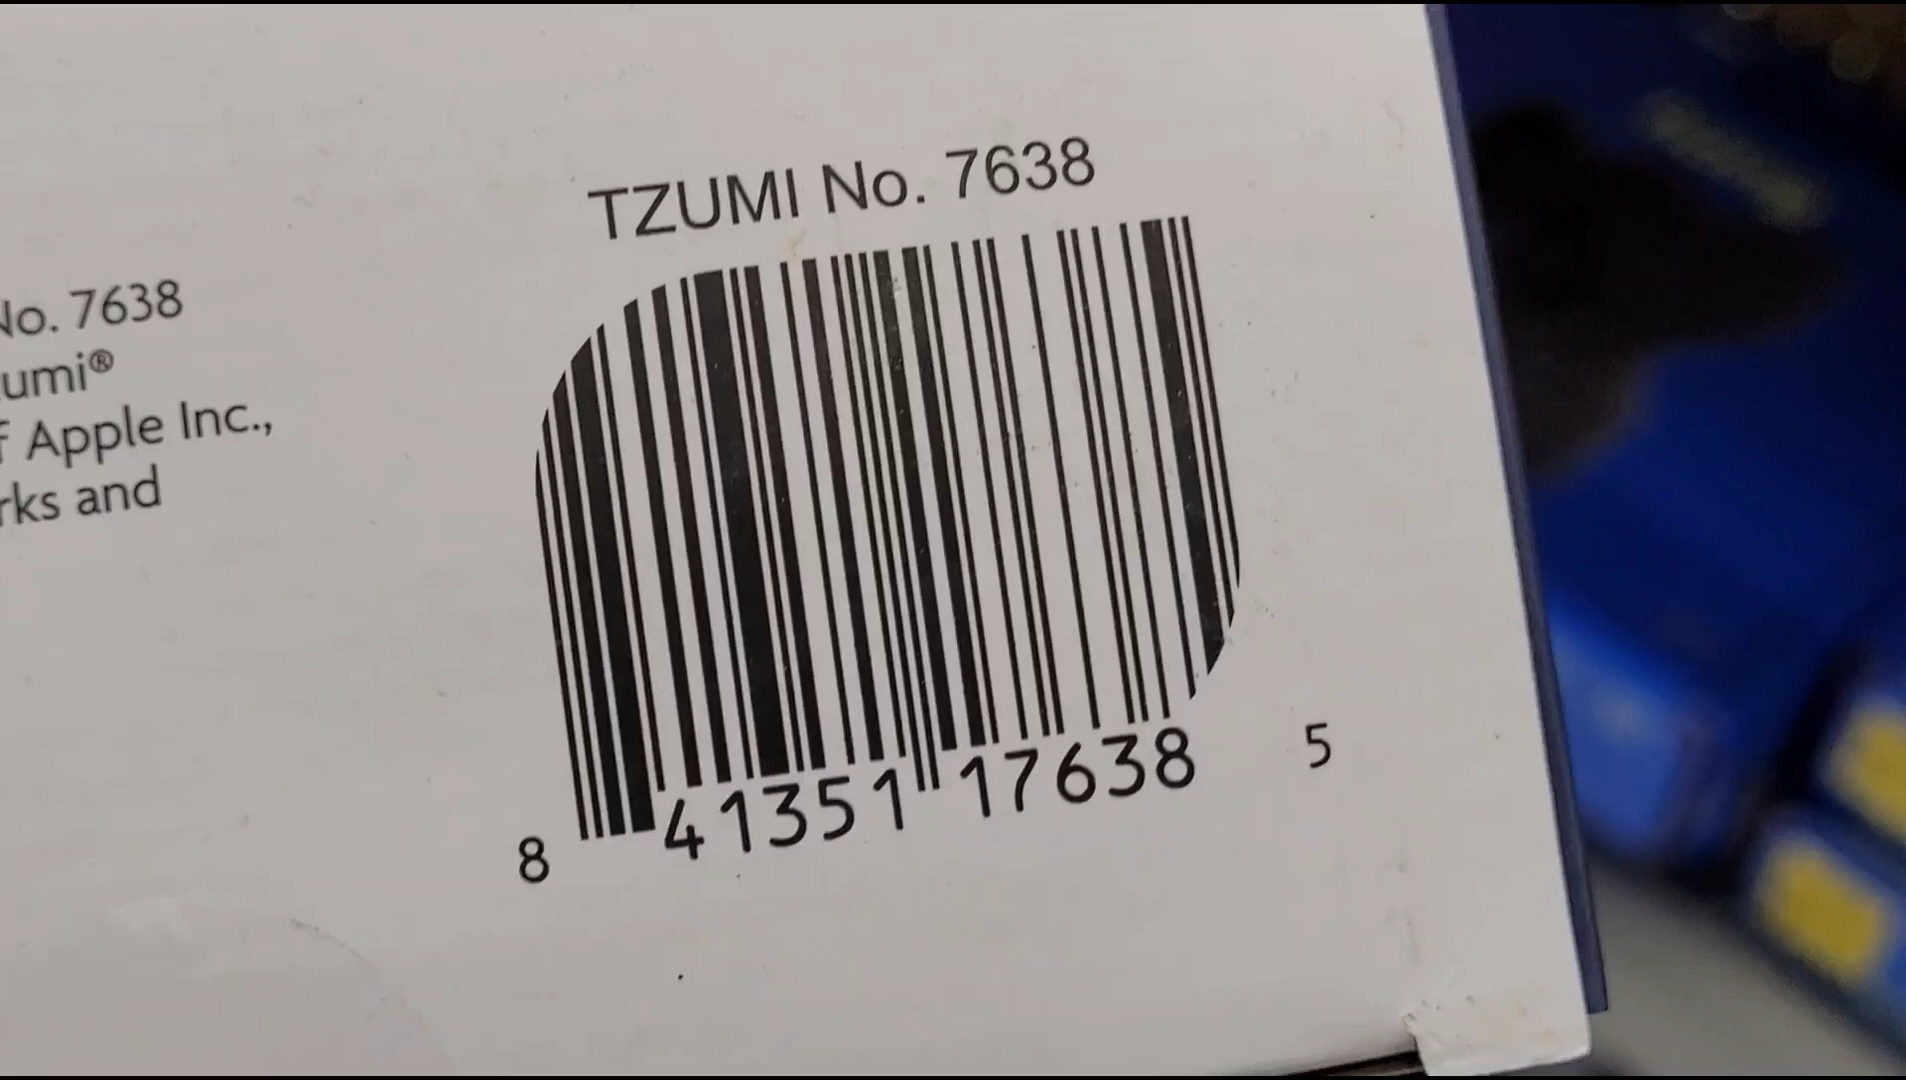 TZUMI No. 7638
No. 7638
umi®
f Apple Inc.,
rks and
8 41351 17638 5